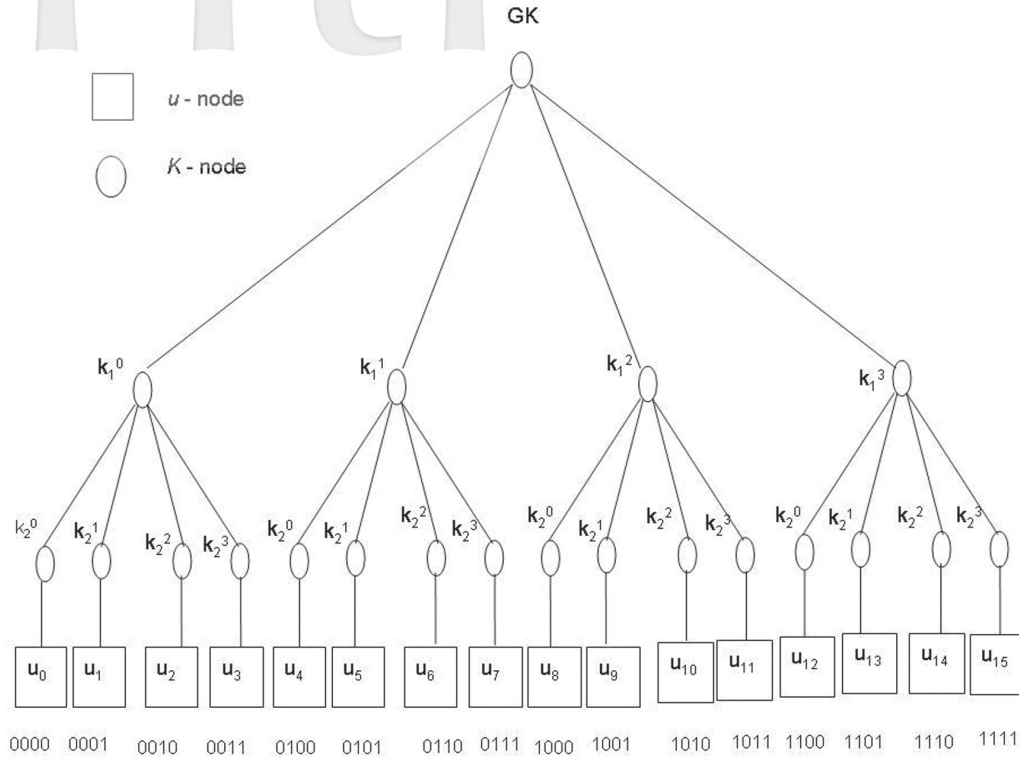 GK
u - node
K - node
k₁⁰ k₁¹ k₁² k₁³
k₂⁰ k₂¹ k₂² k₂³ k₂⁰ k₂¹ k₂² k₂³ k₂⁰ k₂¹ k₂² k₂³ k₂⁰ k₂¹ k₂² k₂³
u₀ u₁ u₂ u₃ u₄ u₅ u₆ u₇ u₈ u₉ u₁₀ u₁₁ u₁₂ u₁₃ u₁₄ u₁₅
0000 0001 0010 0011 0100 0101 0110 0111 1000 1001 1010 1011 1100 1101 1110 1111